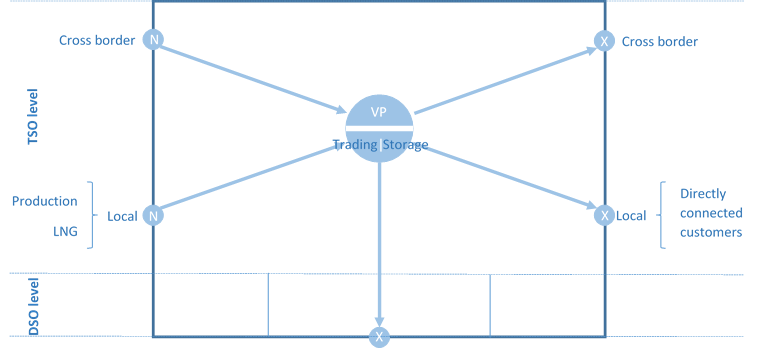 Cross border
N
X
Cross border
VP
Trading
Storage
TSO level
Production
LNG
Local
N
X
Local
Directly
connected
customers
DSO level
X